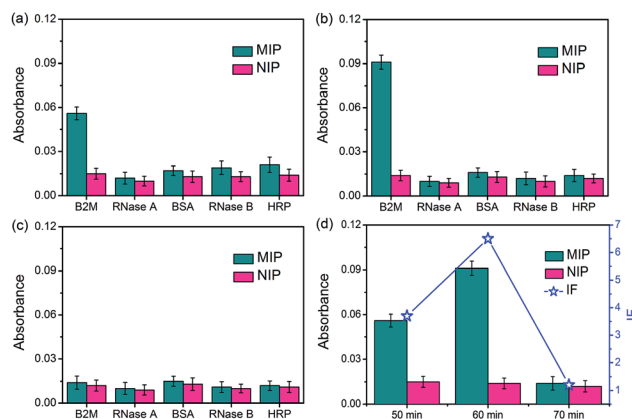 (a)
0.12
0.09
0.06
0.03
0.00
Absorbance
MIP
NIP
B2M RNase A BSA RNase B HRP
(b)
0.12
0.09
0.06
0.03
0.00
Absorbance
MIP
NIP
B2M RNase A BSA RNase B HRP
(c)
0.12
0.09
0.06
0.03
0.00
Absorbance
MIP
NIP
B2M RNase A BSA RNase B HRP
(d)
0.12
0.09
0.06
0.03
0.00
Absorbance
MIP
NIP
IF
7
6
5
4
3
2
1
IF
50 min 60 min 70 min